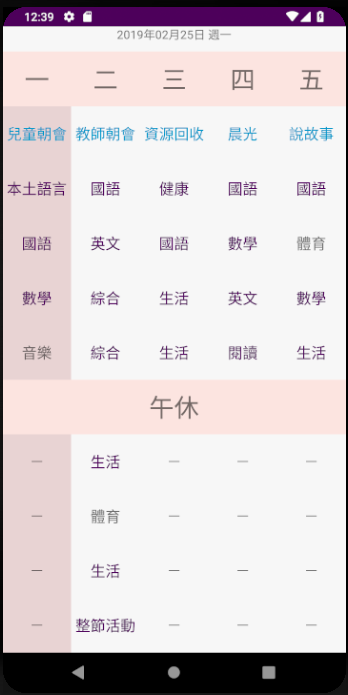 12:39
2019年02月25日 週一
一 二 三 四 五
兒童朝會 教師朝會 資源回收 晨光 說故事
本土語言 國語 健康 國語 國語
國語 英文 國語 數學 體育
數學 綜合 生活 英文 數學
音樂 綜合 生活 閱讀 生活
午休
— 生活 — — —
— 體育 — — —
— 生活 — — —
— 整節活動 — — —